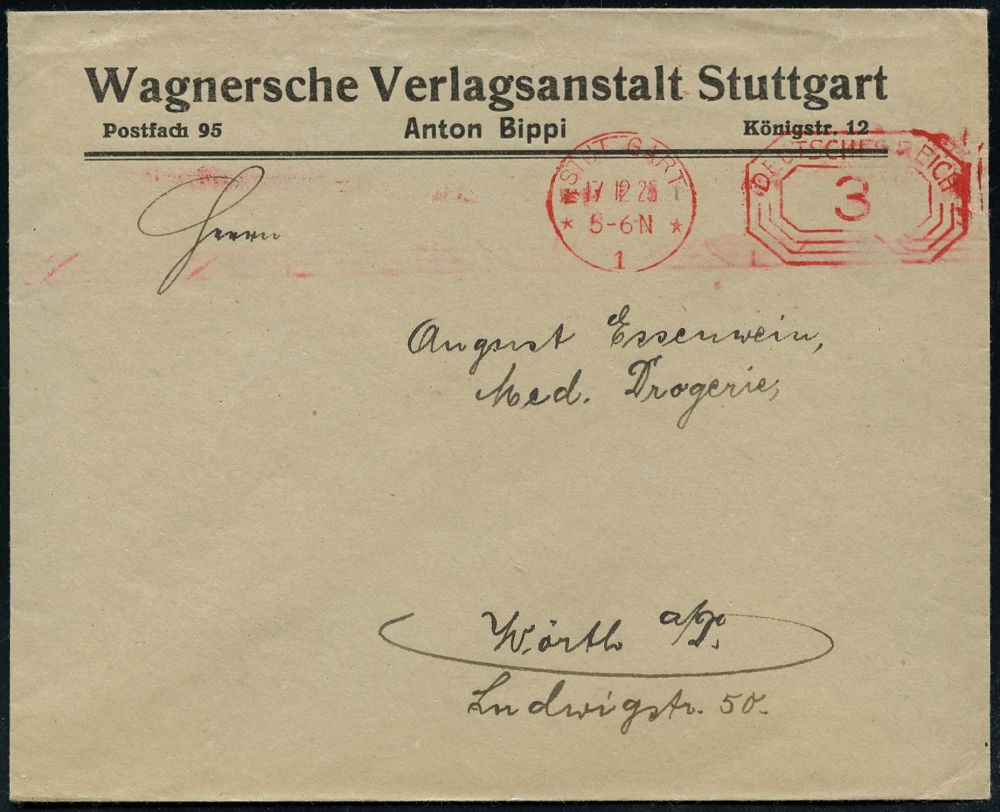 Wagnersche Verlagsanstalt Stuttgart
Postfach 95 Anton Bippi Königstr. 12
STUTTGART
17 12 25
* 5-6 N *
1
DEUTSCHES REICH
3
Herrn
August Essenwein,
Med. Drogerie,
Wörth
Ludwigstr. 50.